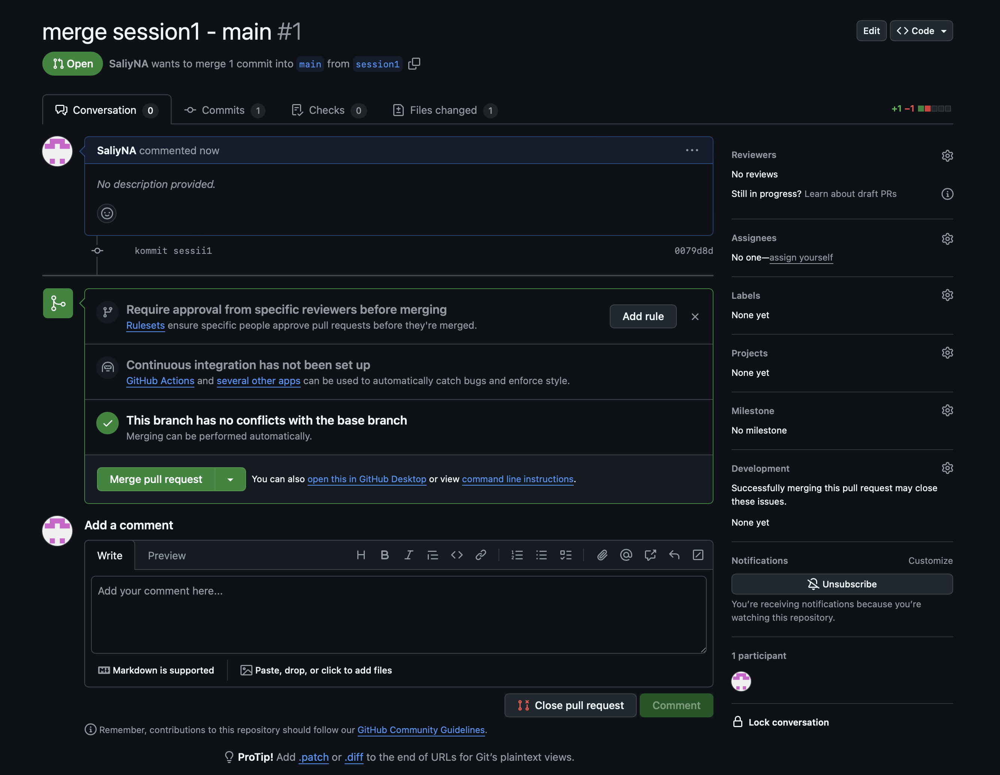 merge session1 - main #1
Edit
Code
Open
SaliyNA wants to merge 1 commit into main from session1
Conversation 0
Commits 1
Checks 0
Files changed 1
+1 −1
SaliyNA commented now
No description provided.
kommit sessii1 0079d8d
Require approval from specific reviewers before merging
Rulesets ensure specific people approve pull requests before they're merged.
Add rule
Continuous integration has not been set up
GitHub Actions and several other apps can be used to automatically catch bugs and enforce style.
This branch has no conflicts with the base branch
Merging can be performed automatically.
Merge pull request
You can also open this in GitHub Desktop or view command line instructions.
Add a comment
Write
Preview
Add your comment here...
Markdown is supported
Paste, drop, or click to add files
Close pull request
Comment
Remember, contributions to this repository should follow our GitHub Community Guidelines.
ProTip! Add .patch or .diff to the end of URLs for Git’s plaintext views.
Reviewers
No reviews
Still in progress? Learn about draft PRs
Assignees
No one—assign yourself
Labels
None yet
Projects
None yet
Milestone
No milestone
Development
Successfully merging this pull request may close
these issues.
None yet
Notifications
Customize
Unsubscribe
You’re receiving notifications because you’re
watching this repository.
1 participant
Lock conversation